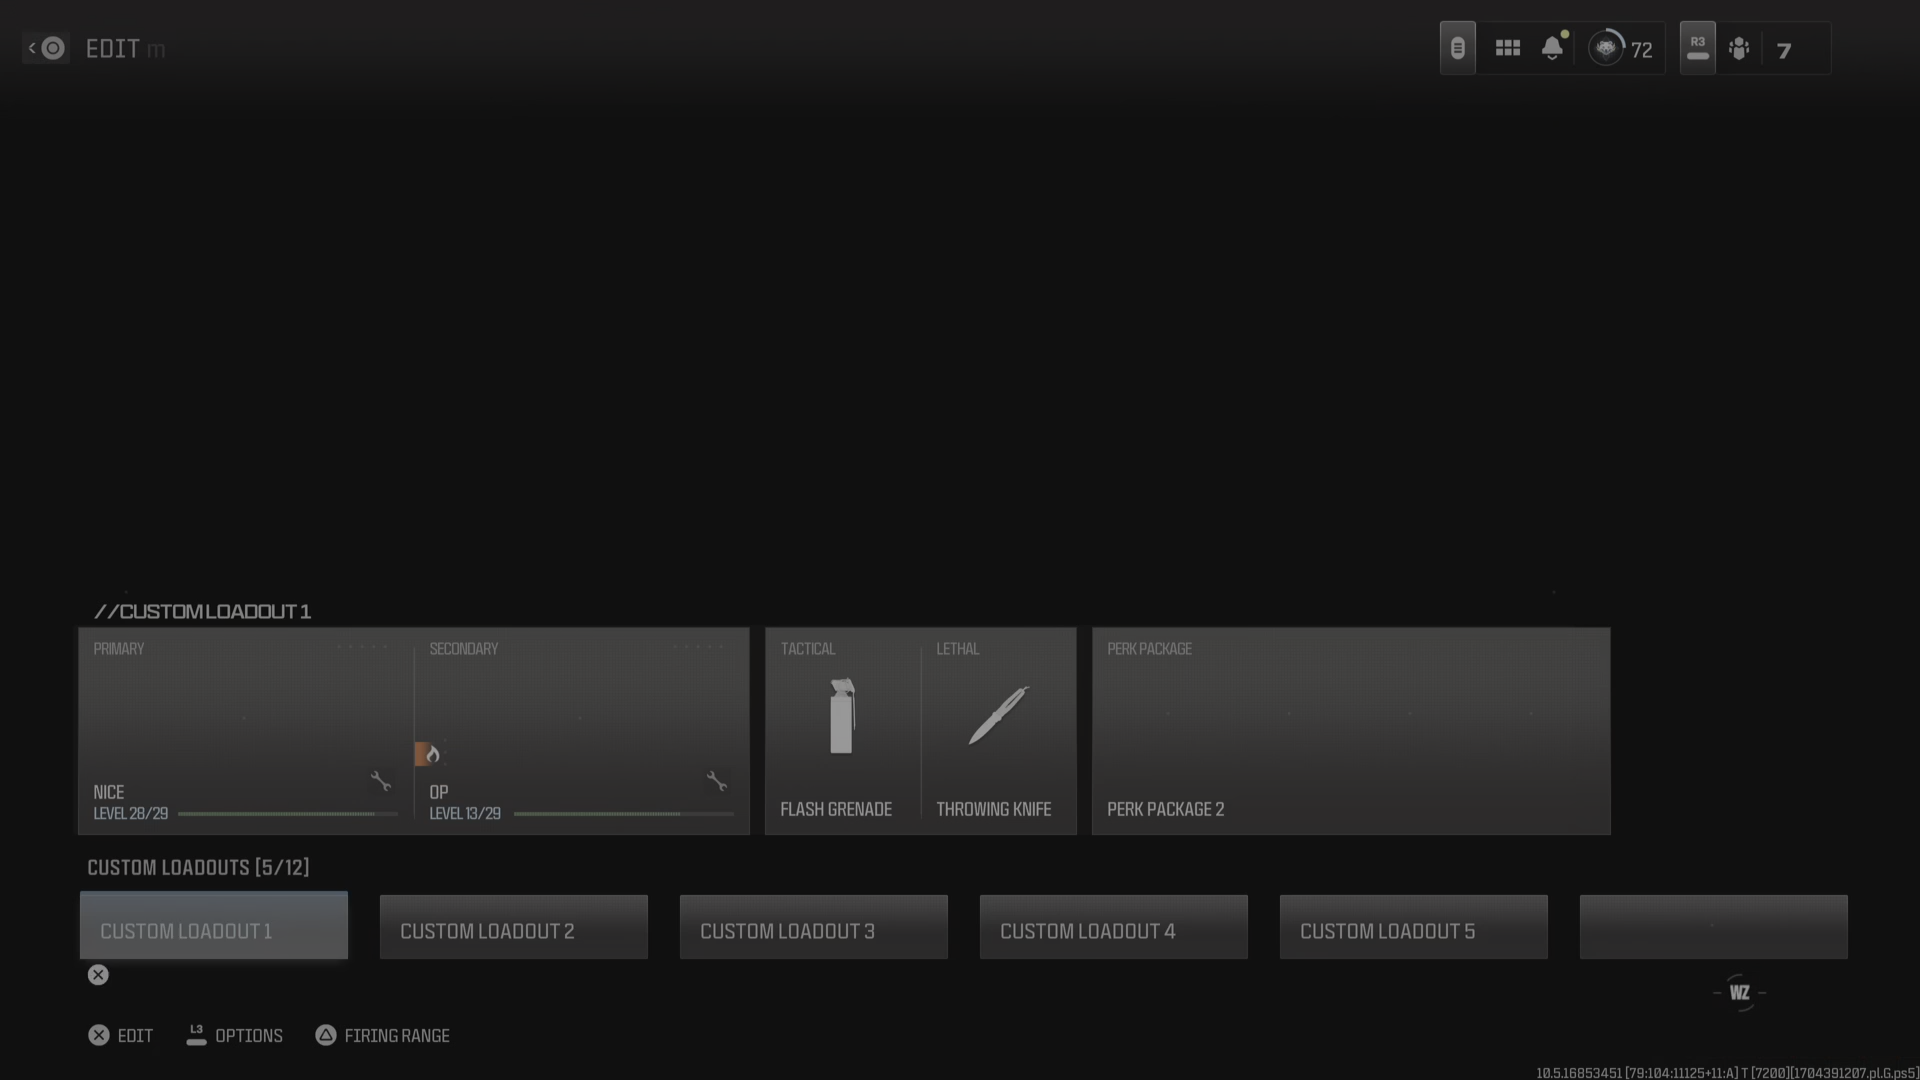 EDIT m
72
R3
7
//CUSTOM LOADOUT 1
PRIMARY
SECONDARY
TACTICAL
LETHAL
PERK PACKAGE
NICE
LEVEL 28/29
OP
LEVEL 13/29
FLASH GRENADE
THROWING KNIFE
PERK PACKAGE 2
CUSTOM LOADOUTS [5/12]
CUSTOM LOADOUT 1
CUSTOM LOADOUT 2
CUSTOM LOADOUT 3
CUSTOM LOADOUT 4
CUSTOM LOADOUT 5
WZ
EDIT
L3
OPTIONS
FIRING RANGE
10.5.16853451 [79:104:11125+11:A] T [7200][1704391207.pl.G.ps5]